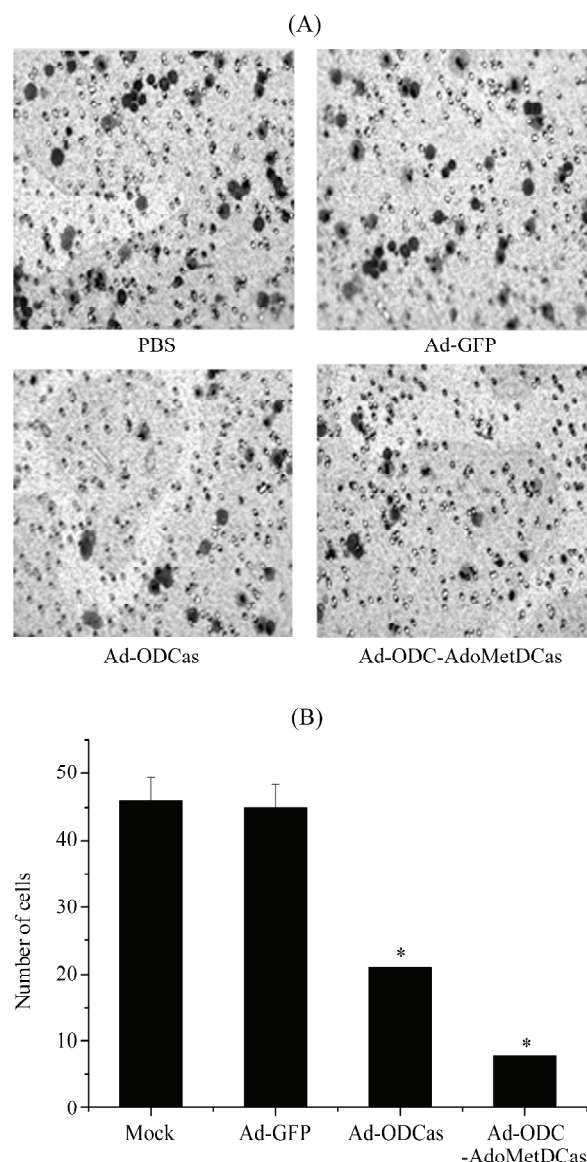 (A)
PBS
Ad-GFP
Ad-ODCas
Ad-ODC-AdoMetDCas
(B)
Number of cells
50
40
30
20
10
0
*
*
Mock
Ad-GFP
Ad-ODCas
Ad-ODC
-AdoMetDCas